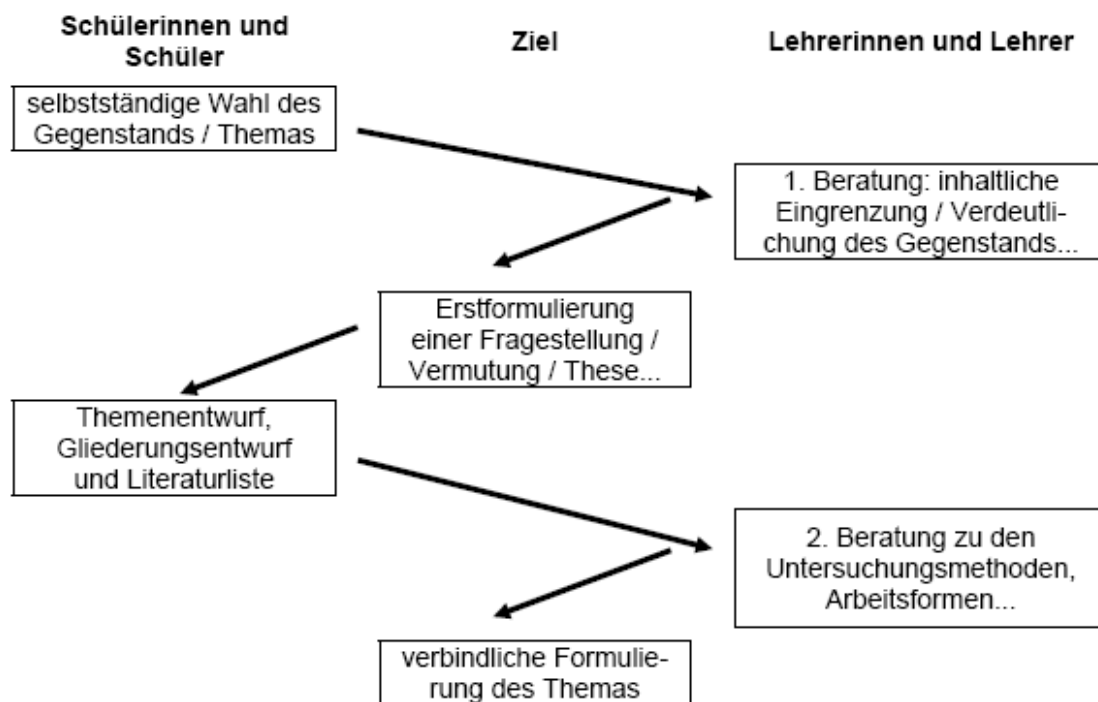 Schülerinnen und
Schüler
Ziel
Lehrerinnen und Lehrer
selbstständige Wahl des
Gegenstands / Themas
1. Beratung: inhaltliche
Eingrenzung / Verdeutli-
chung des Gegenstands...
Erstformulierung
einer Fragestellung /
Vermutung / These...
Themenentwurf,
Gliederungsentwurf
und Literaturliste
2. Beratung zu den
Untersuchungsmethoden,
Arbeitsformen...
verbindliche Formulie-
rung des Themas